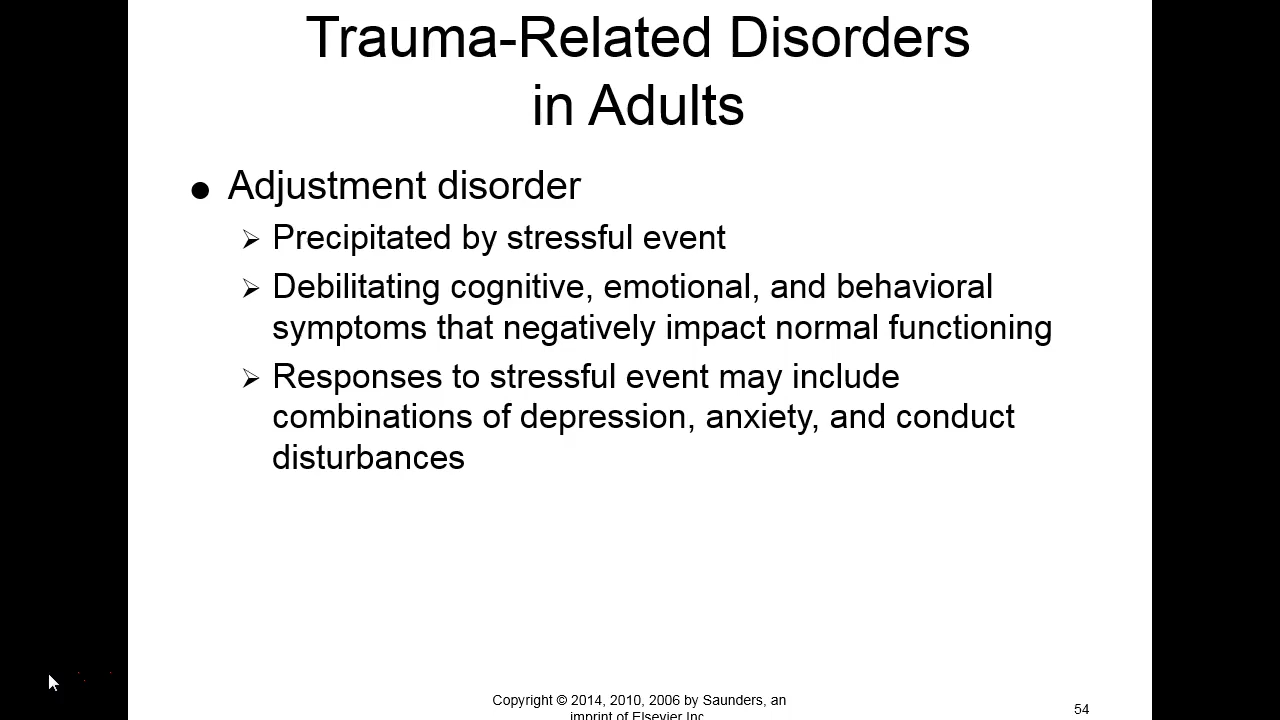 Trauma-Related Disorders
in Adults
● Adjustment disorder
➢ Precipitated by stressful event
➢ Debilitating cognitive, emotional, and behavioral
symptoms that negatively impact normal functioning
➢ Responses to stressful event may include
combinations of depression, anxiety, and conduct
disturbances
Copyright © 2014, 2010, 2006 by Saunders, an
imprint of Elsevier Inc
54